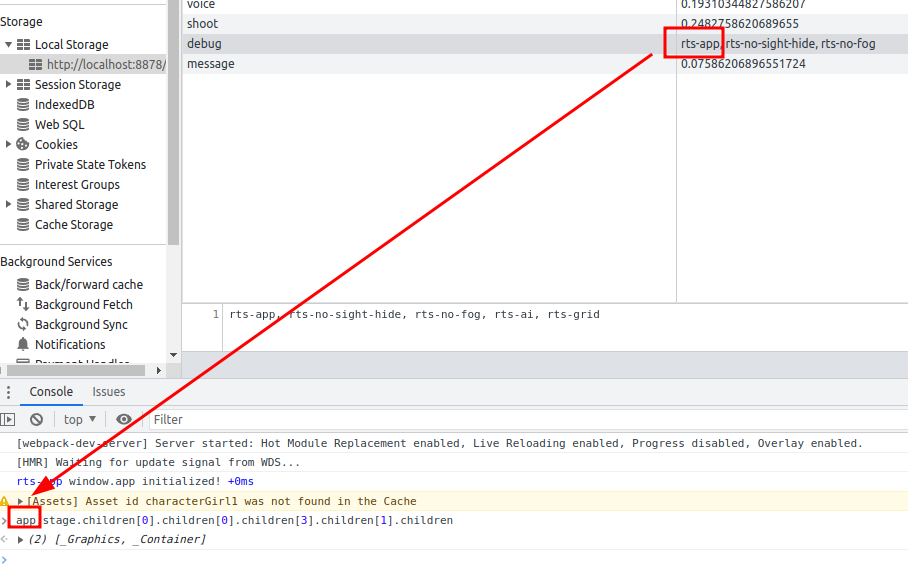 voice 0.19310344827586207
Storage
shoot 0.2482758620689655
Local Storage
debug rts-app, rts-no-sight-hide, rts-no-fog
http://localhost:8878/
message 0.07586206896551724
Session Storage
IndexedDB
Web SQL
Cookies
Private State Tokens
Interest Groups
Shared Storage
Cache Storage
Background Services
Back/forward cache
Background Fetch
1 rts-app, rts-no-sight-hide, rts-no-fog, rts-ai, rts-grid
Background Sync
Notifications
Payment Handler
Console Issues
top Filter
[webpack-dev-server] Server started: Hot Module Replacement enabled, Live Reloading enabled, Progress disabled, Overlay enabled.
[HMR] Waiting for update signal from WDS...
rts-app window.app initialized! +0ms
[Assets] Asset id characterGirl1 was not found in the Cache
app.stage.children[0].children[0].children[3].children[1].children
(2) [_Graphics, _Container]